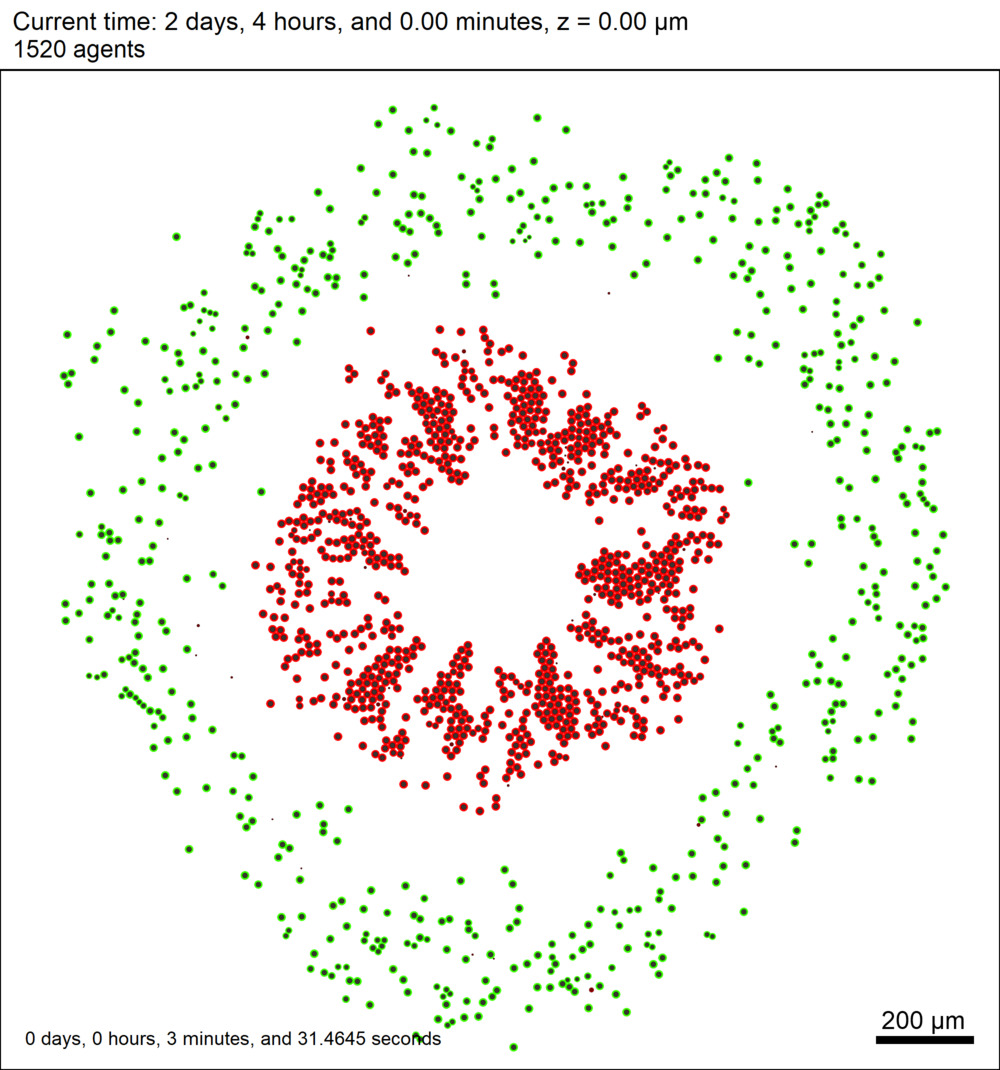 Current time: 2 days, 4 hours, and 0.00 minutes, z = 0.00 μm
1520 agents
200 μm
0 days, 0 hours, 3 minutes, and 31.4645 seconds